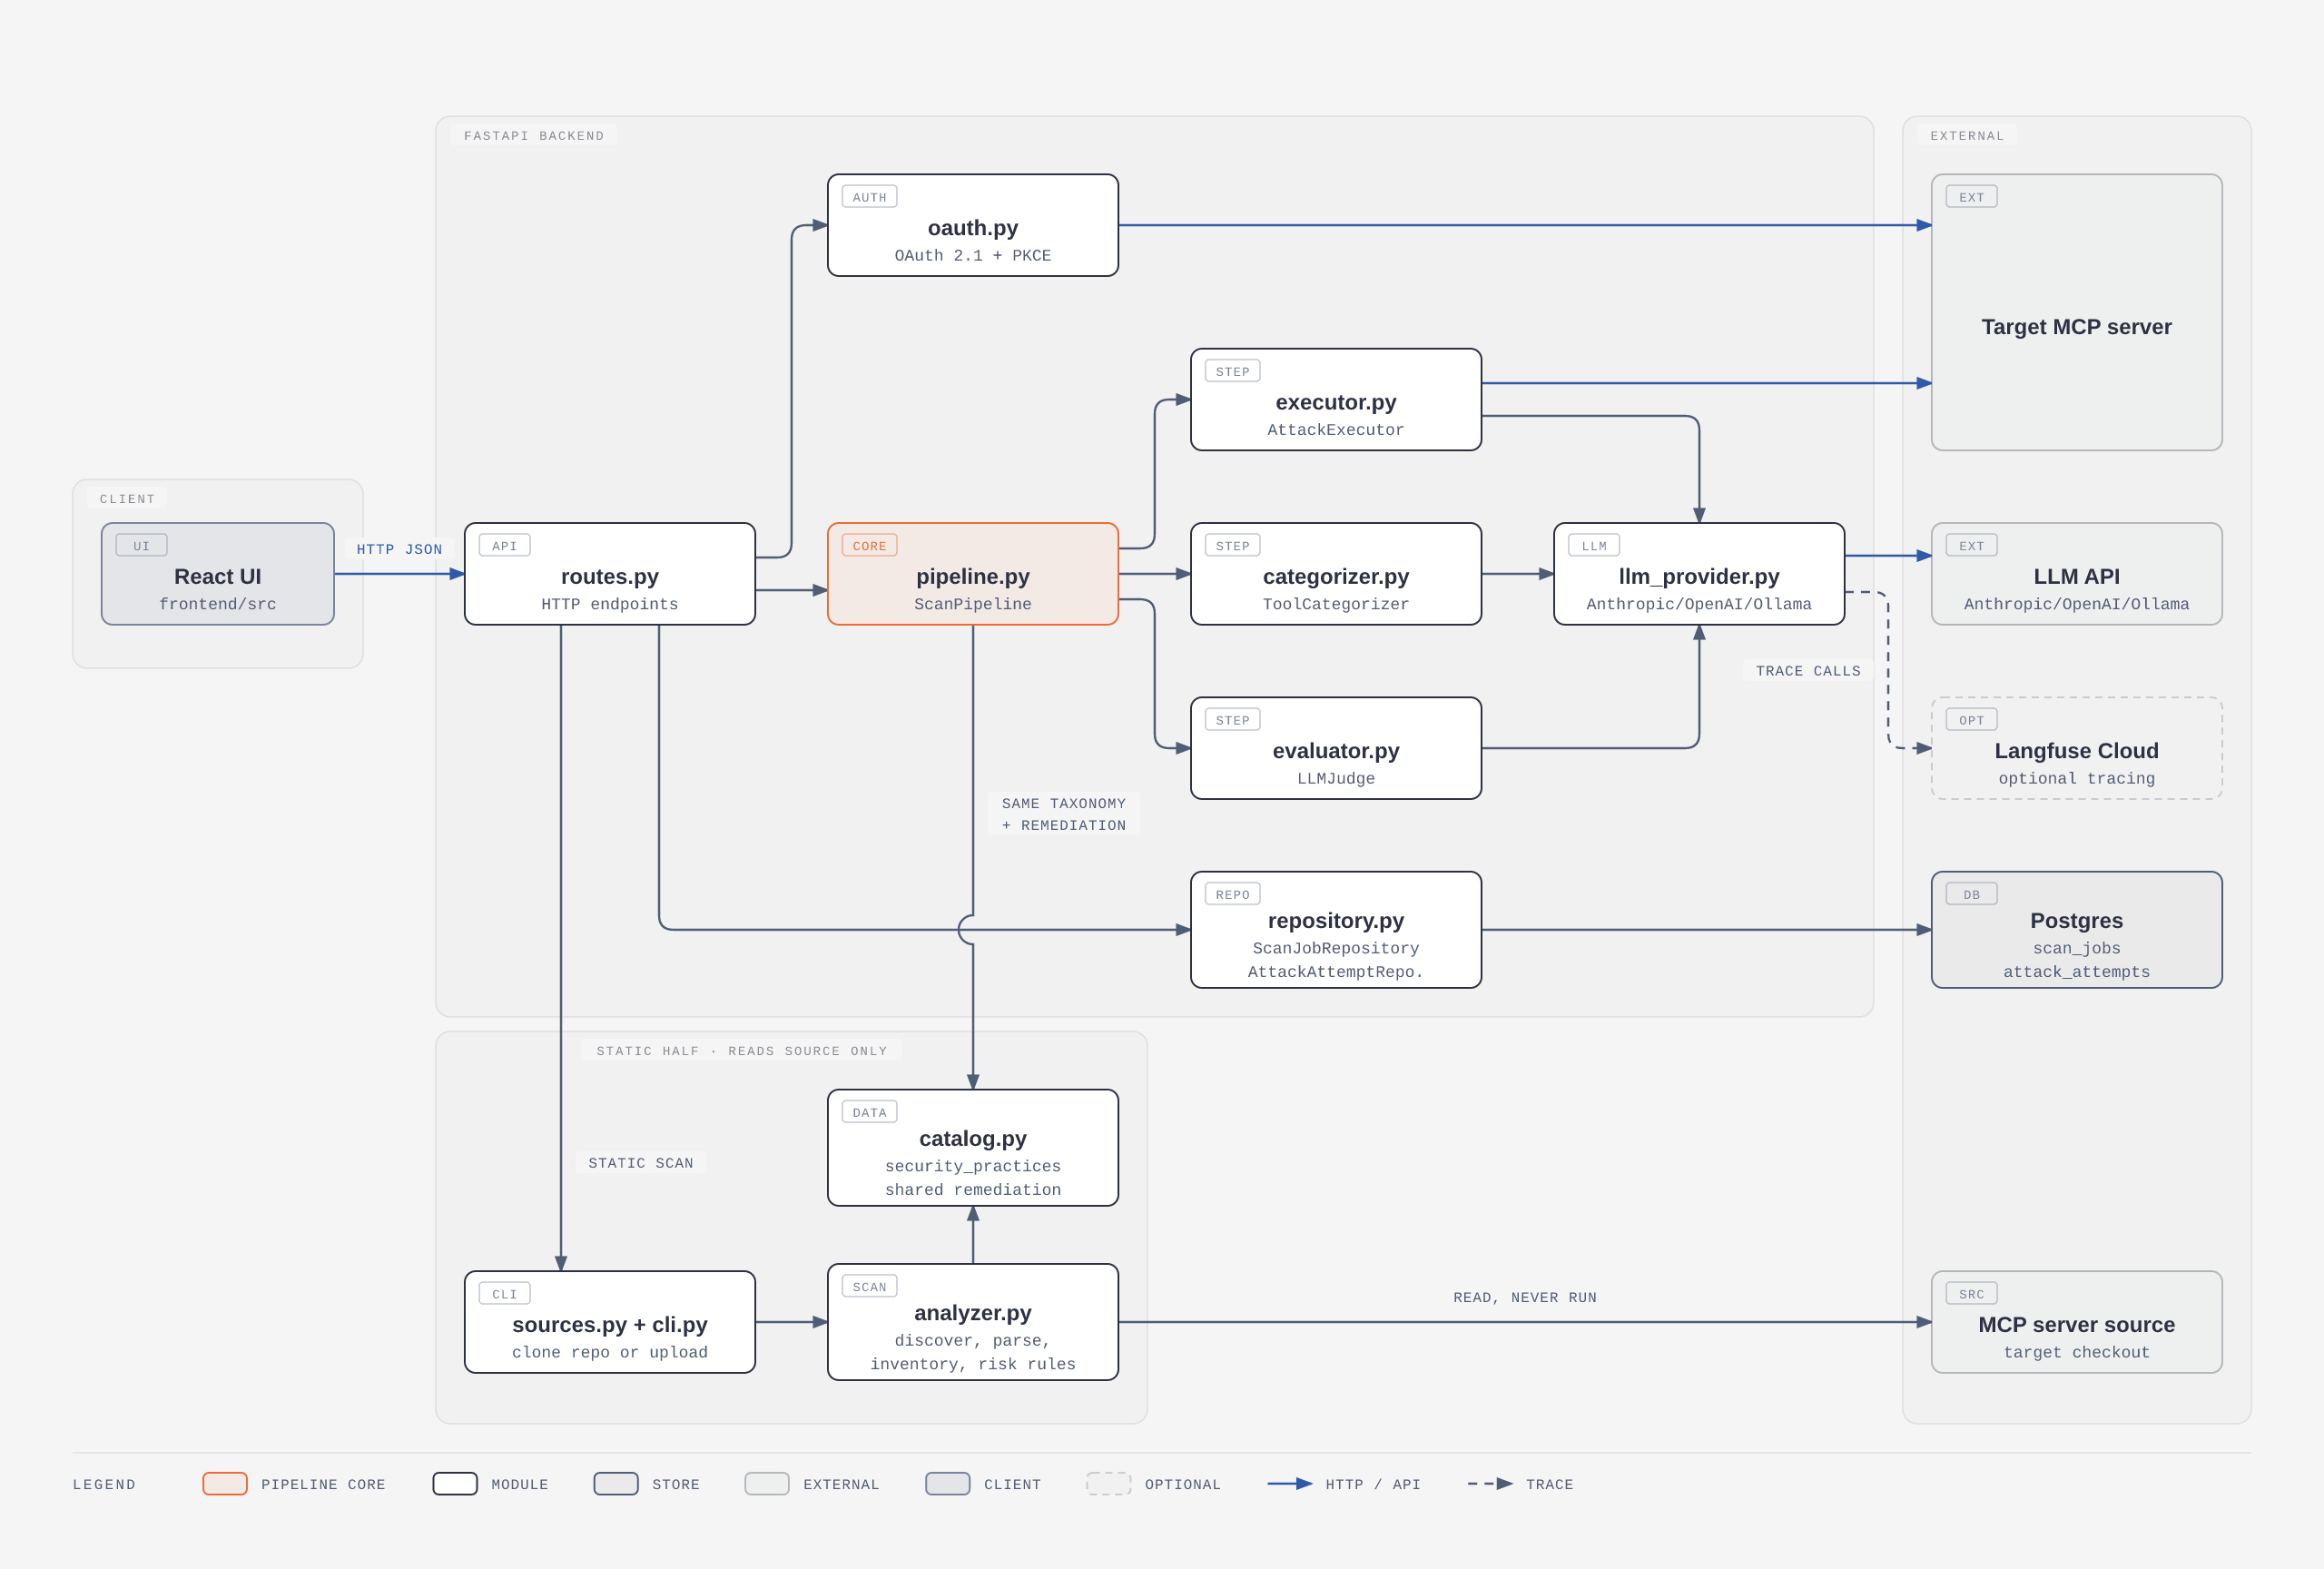 FASTAPI BACKEND
EXTERNAL
AUTH
oauth.py
OAuth 2.1 + PKCE
EXT
Target MCP server
STEP
executor.py
AttackExecutor
CLIENT
UI
React UI
frontend/src
HTTP JSON
API
routes.py
HTTP endpoints
CORE
pipeline.py
ScanPipeline
STEP
categorizer.py
ToolCategorizer
LLM
llm_provider.py
Anthropic/OpenAI/Ollama
EXT
LLM API
Anthropic/OpenAI/Ollama
TRACE CALLS
STEP
evaluator.py
LLMJudge
OPT
Langfuse Cloud
optional tracing
SAME TAXONOMY
+ REMEDIATION
REPO
repository.py
ScanJobRepository
AttackAttemptRepo.
DB
Postgres
scan_jobs
attack_attempts
STATIC HALF · READS SOURCE ONLY
DATA
catalog.py
security_practices
shared remediation
STATIC SCAN
CLI
sources.py + cli.py
clone repo or upload
SCAN
analyzer.py
discover, parse,
inventory, risk rules
READ, NEVER RUN
SRC
MCP server source
target checkout
LEGEND
PIPELINE CORE
MODULE
STORE
EXTERNAL
CLIENT
OPTIONAL
HTTP / API
TRACE